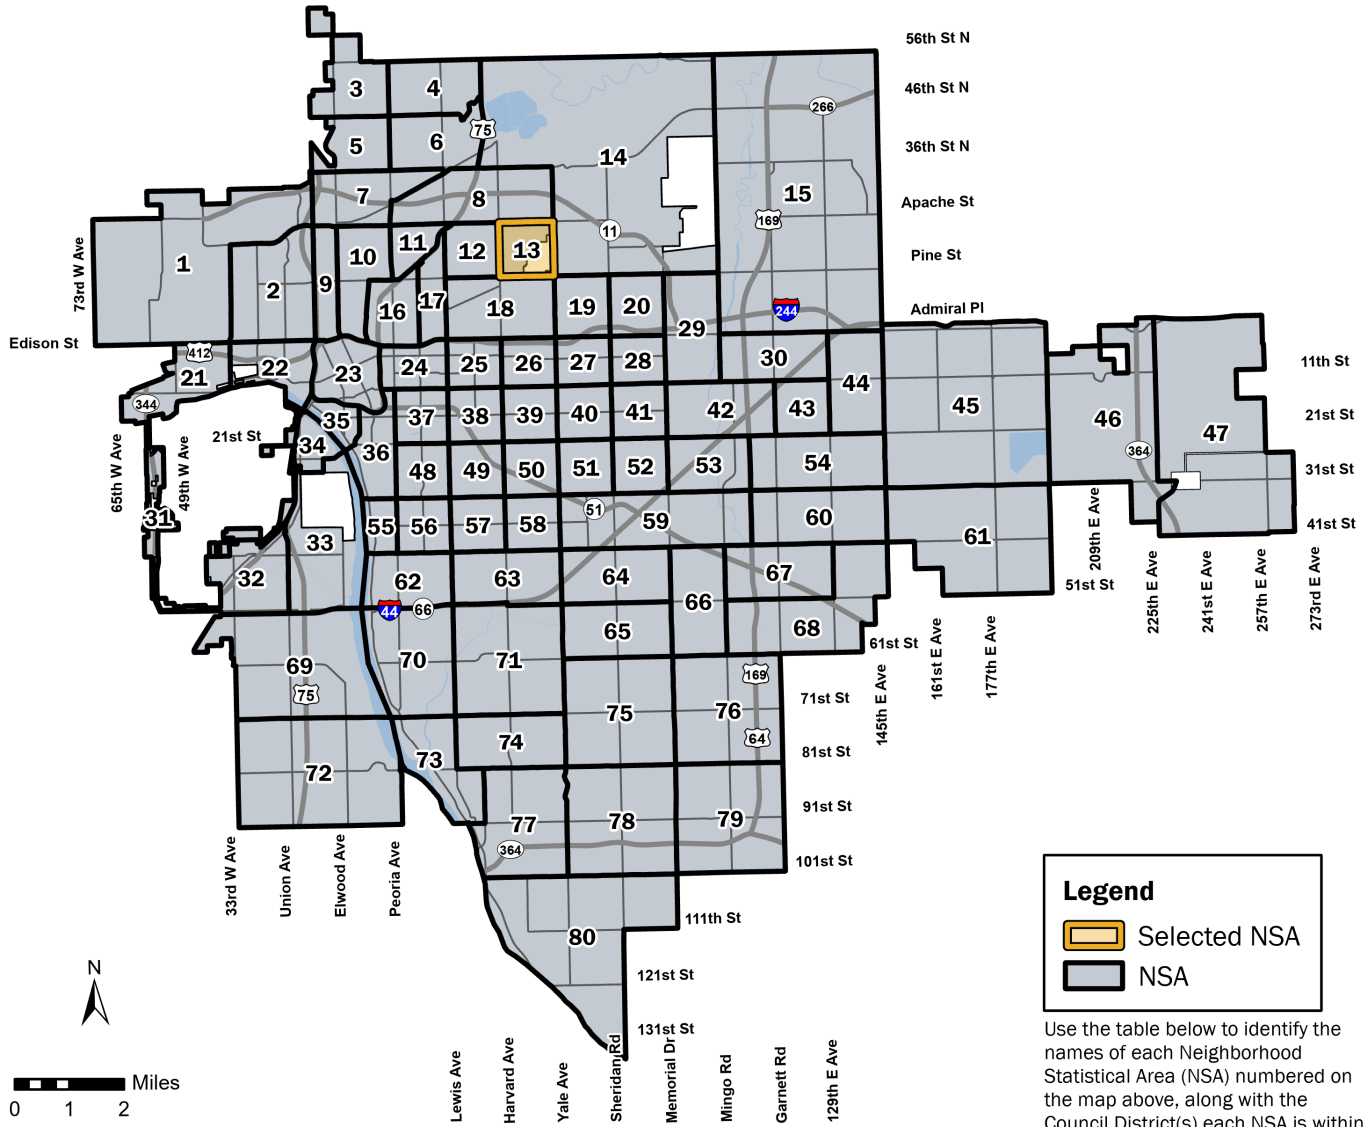 56th St N
46th St N
36th St N
Apache St
Pine St
Admiral Pl
11th St
21st St
31st St
41st St
73rd W Ave
Edison St
65th W Ave
49th W Ave
21st St
209th E Ave
51st St
225th E Ave
241st E Ave
257th E Ave
273rd E Ave
61st St
145th E Ave
161st E Ave
177th E Ave
71st St
81st St
91st St
101st St
111th St
121st St
131st St
33rd W Ave
Union Ave
Elwood Ave
Peoria Ave
Lewis Ave
Harvard Ave
Yale Ave
Sheridan Rd
Memorial Dr
Mingo Rd
Garnett Rd
129th E Ave
3
4
75
266
5
6
14
7
8
15
169
11
1
2
9
10
11
12
13
16
17
18
19
20
29
244
412
21
22
23
24
25
26
27
28
30
44
45
46
47
344
34
35
36
37
38
39
40
41
42
43
364
31
48
49
50
51
52
53
54
33
55
56
57
58
51
59
60
61
32
62
63
64
66
67
44
66
65
68
69
75
70
71
169
75
76
64
72
73
74
77
78
79
364
80
N
Miles
0 1 2
Legend
Selected NSA
NSA
Use the table below to identify the
names of each Neighborhood
Statistical Area (NSA) numbered on
the map above, along with the
Council District(s) each NSA is within